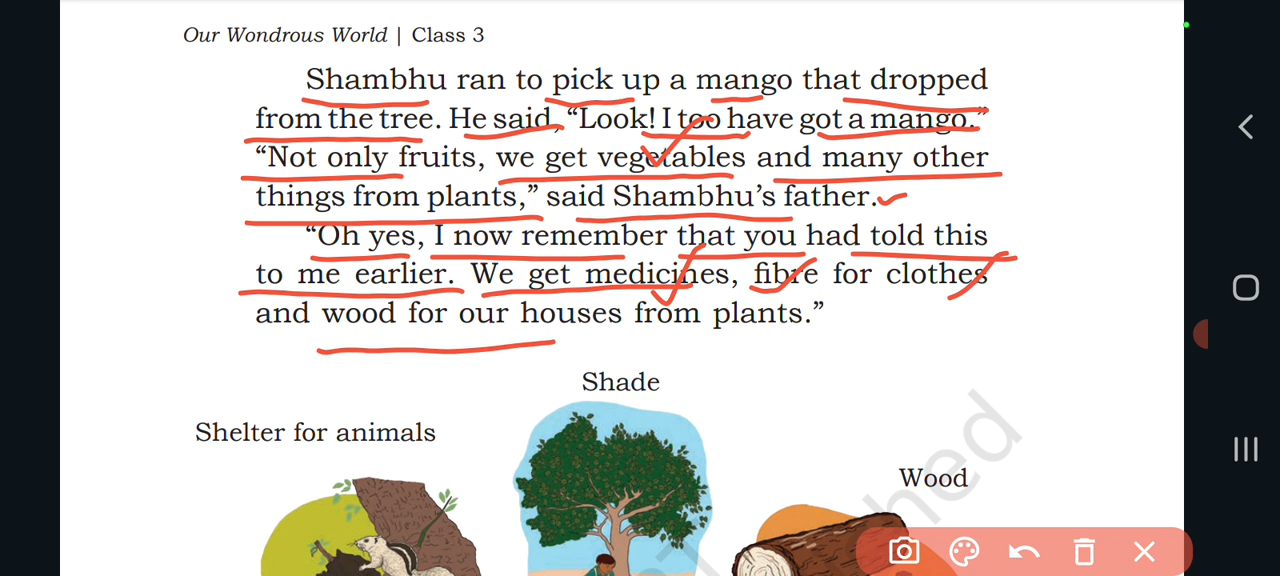 Our Wondrous World | Class 3
Shambhu ran to pick up a mango that dropped
from the tree. He said, “Look! I too have got a mango.”
“Not only fruits, we get vegetables and many other
things from plants,” said Shambhu’s father.
“Oh yes, I now remember that you had told this
to me earlier. We get medicines, fibre for clothes
and wood for our houses from plants.”
Shade
Shelter for animals
Wood